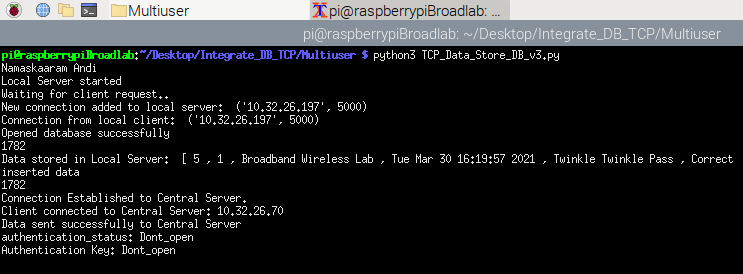 Multiuser
pi@raspberrypiBroadlab: ...
pi@raspberrypiBroadlab: ~/Desktop/Integrate_DB_TCP/Multiuser
pi@raspberrypiBroadlab:~/Desktop/Integrate_DB_TCP/Multiuser $ python3 TCP_Data_Store_DB_v3.py
Namaskaaram Andi
Local Server started
Waiting for client request..
New connection added to local server:  ('10.32.26.197', 5000)
Connection from local client:  ('10.32.26.197', 5000)
Opened database successfully
1782
Data stored in Local Server:  [ 5 , 1 , Broadband Wireless Lab , Tue Mar 30 16:19:57 2021 , Twinkle Twinkle Pass , Correct
inserted data
1782
Connection Established to Central Server.
Client connected to Central Server: 10.32.26.70
Data sent successfully to Central Server
authentication_status: Dont_open
Authentication Key: Dont_open